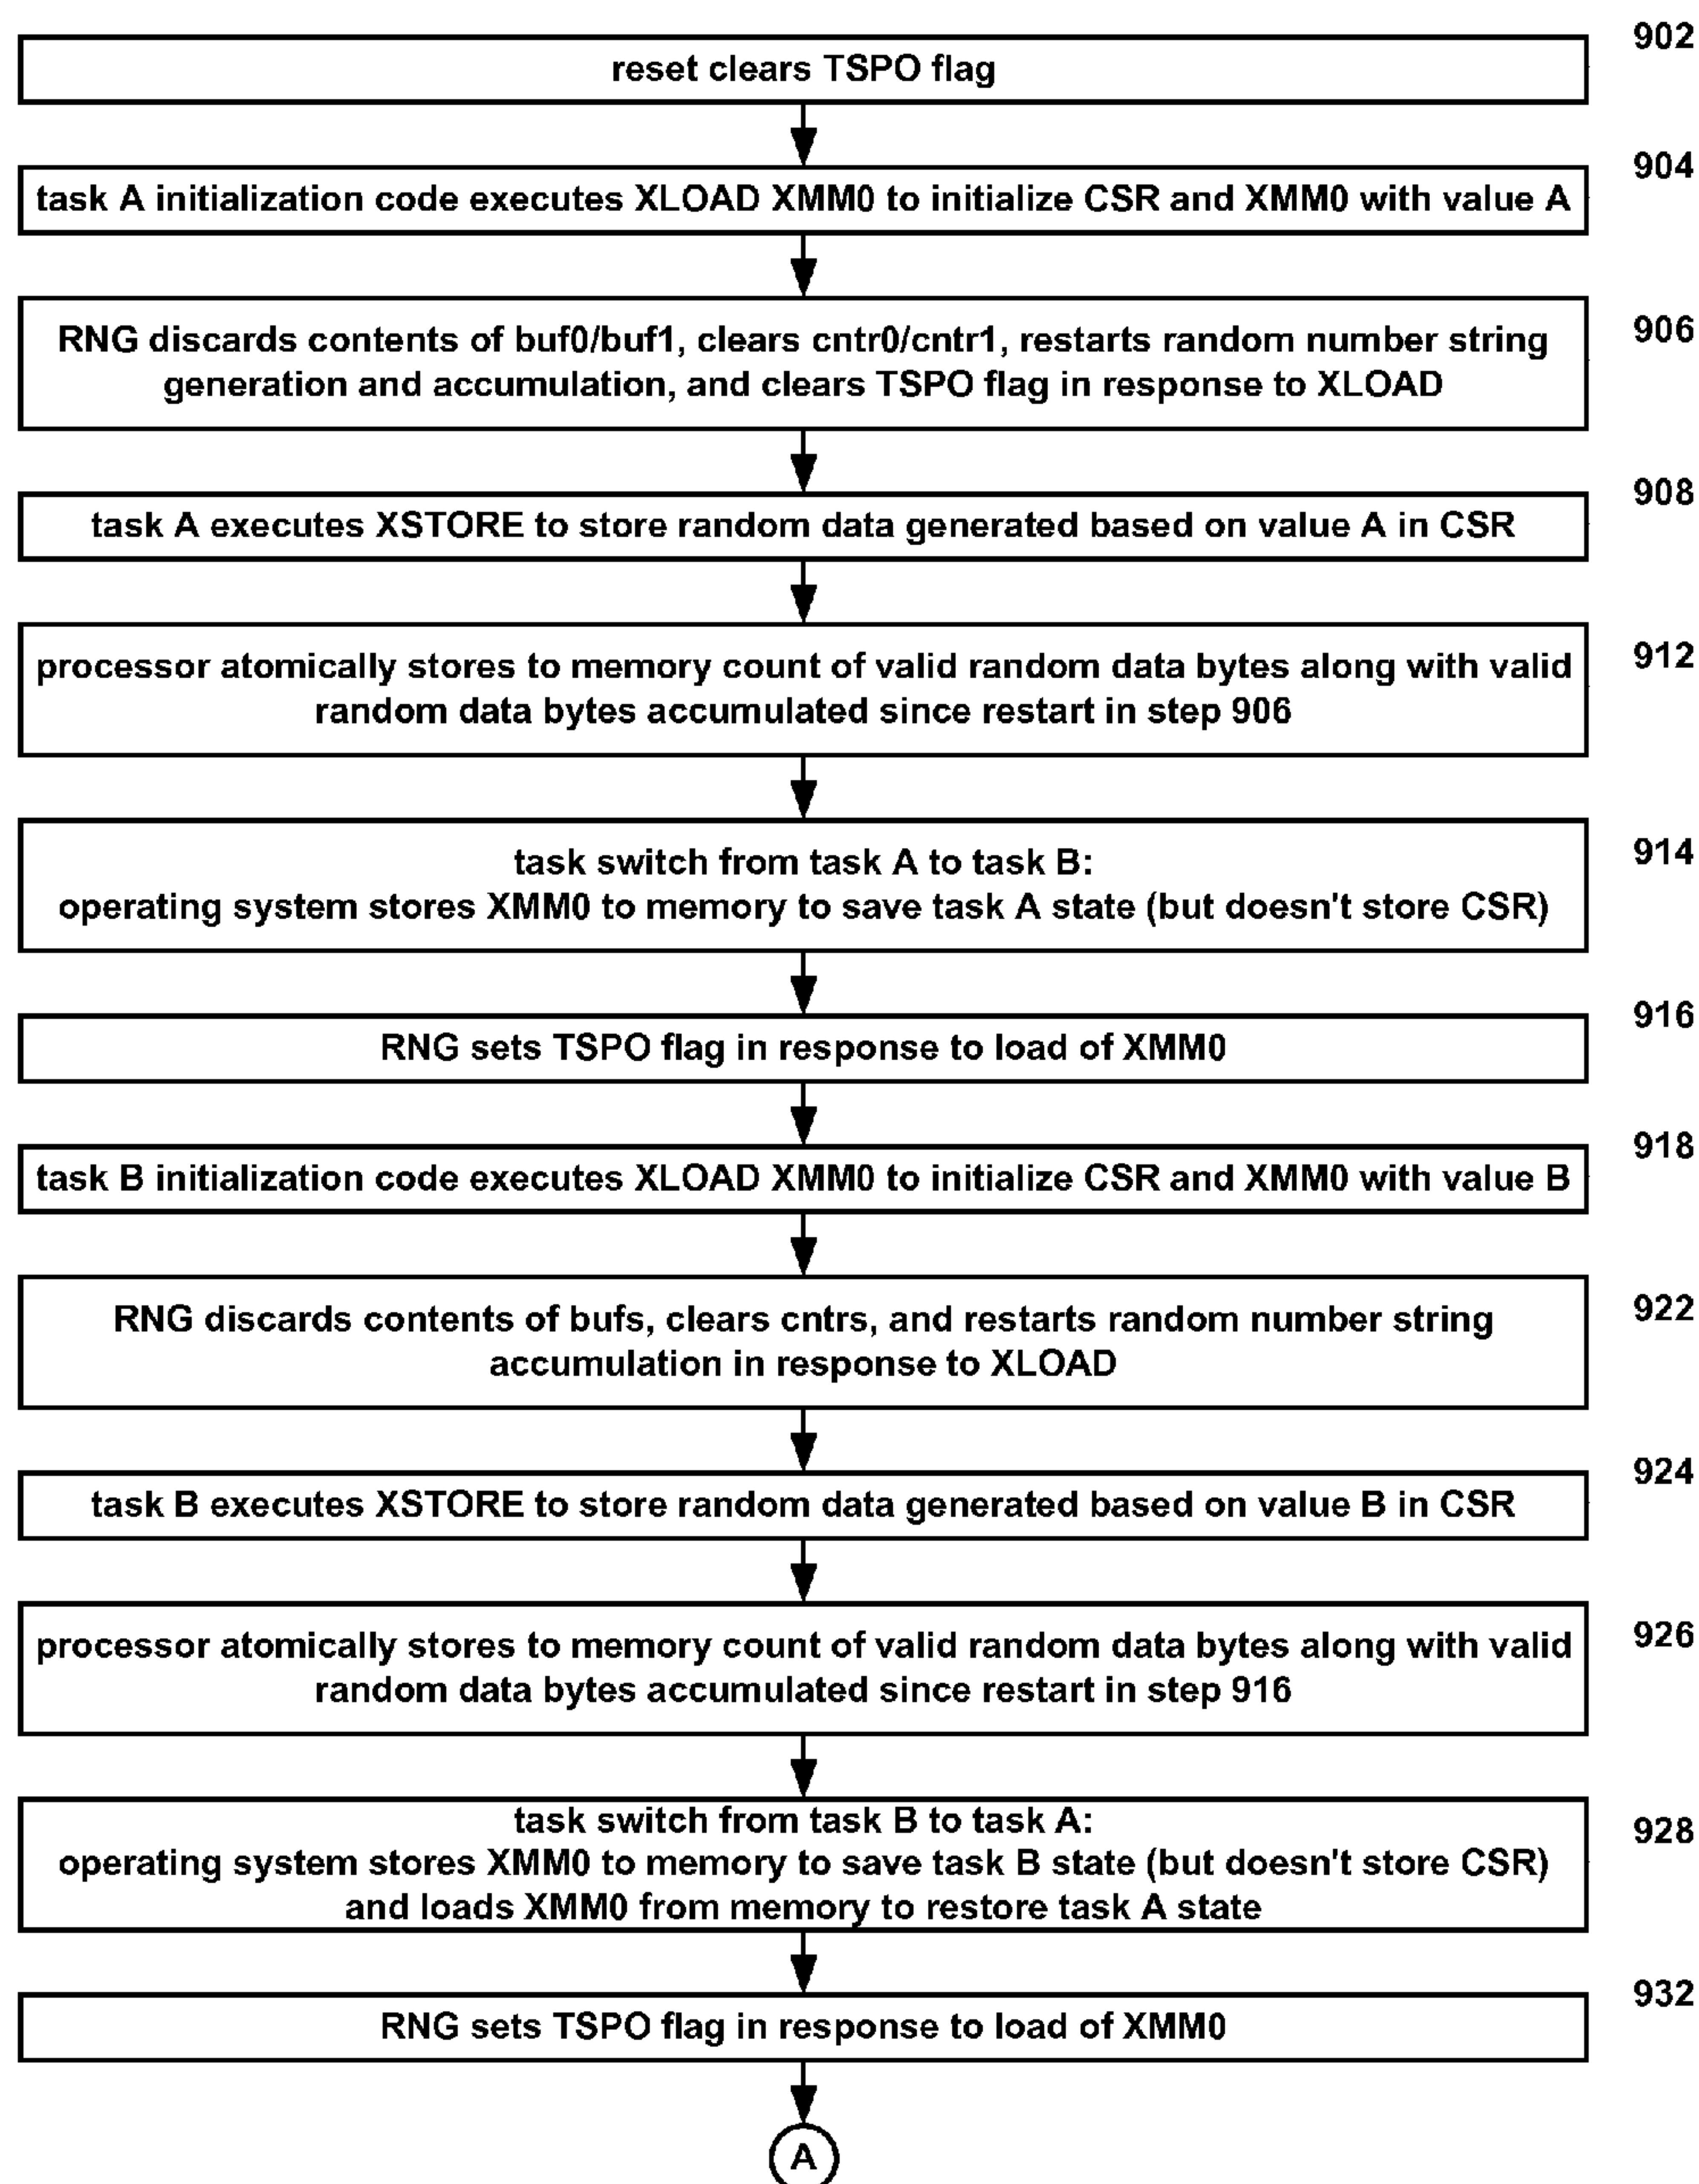 902
reset clears TSPO flag
904
task A initialization code executes XLOAD XMM0 to initialize CSR and XMM0 with value A
906
RNG discards contents of buf0/buf1, clears cntr0/cntr1, restarts random number string
generation and accumulation, and clears TSPO flag in response to XLOAD
908
task A executes XSTORE to store random data generated based on value A in CSR
912
processor atomically stores to memory count of valid random data bytes along with valid
random data bytes accumulated since restart in step 906
914
task switch from task A to task B:
operating system stores XMM0 to memory to save task A state (but doesn't store CSR)
916
RNG sets TSPO flag in response to load of XMM0
918
task B initialization code executes XLOAD XMM0 to initialize CSR and XMM0 with value B
922
RNG discards contents of bufs, clears cntrs, and restarts random number string
accumulation in response to XLOAD
924
task B executes XSTORE to store random data generated based on value B in CSR
926
processor atomically stores to memory count of valid random data bytes along with valid
random data bytes accumulated since restart in step 916
928
task switch from task B to task A:
operating system stores XMM0 to memory to save task B state (but doesn't store CSR)
and loads XMM0 from memory to restore task A state
932
RNG sets TSPO flag in response to load of XMM0
A